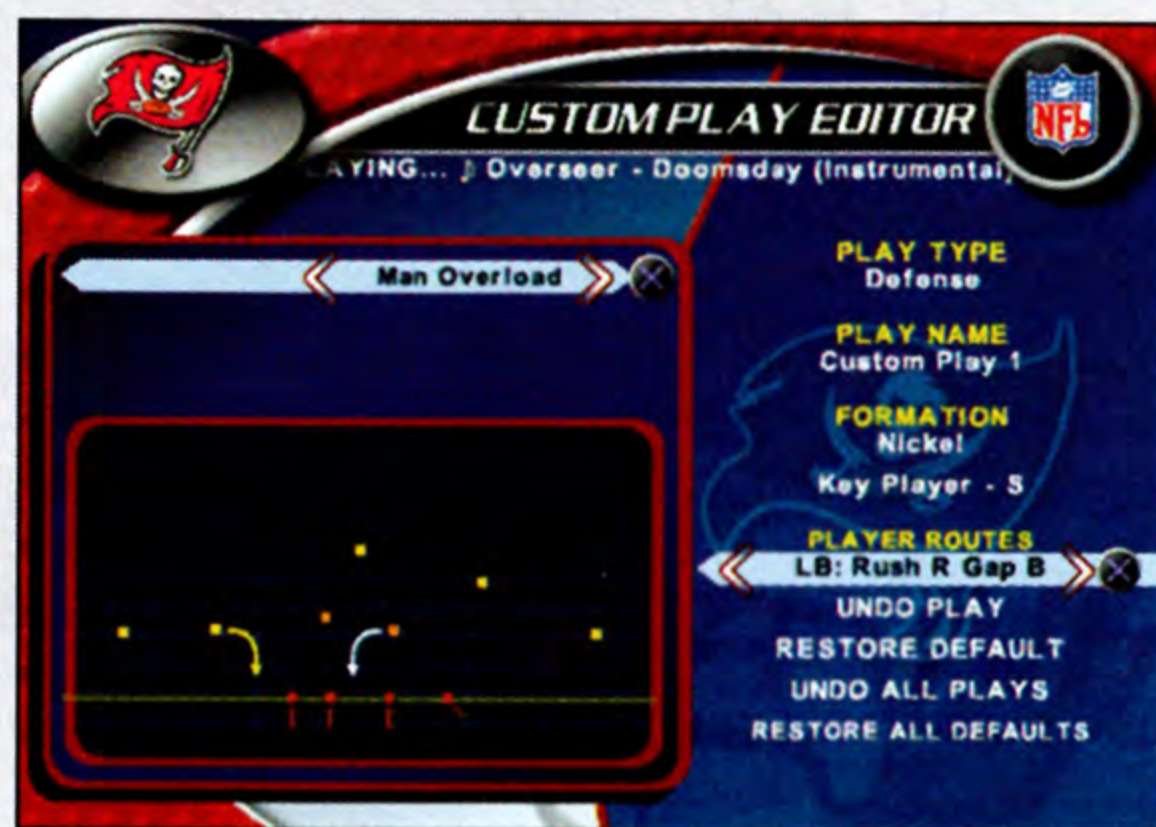 CUSTOM PLAY EDITOR
NFL
AYING... ♪ Overseer - Doomsday (Instrumental)
Man Overload
PLAY TYPE
Defense
PLAY NAME
Custom Play 1
FORMATION
Nickel
Key Player - S
PLAYER ROUTES
LB: Rush R Gap B
UNDO PLAY
RESTORE DEFAULT
UNDO ALL PLAYS
RESTORE ALL DEFAULTS